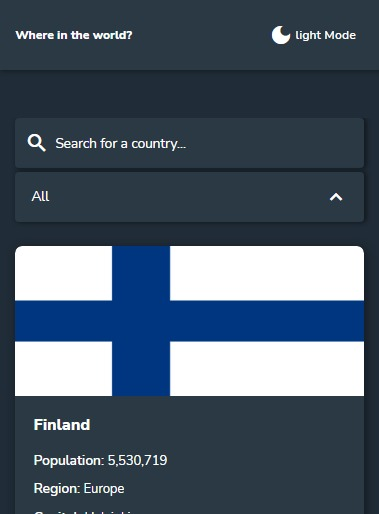 Where in the world?
light Mode
Search for a country...
All
Finland
Population: 5,530,719
Region: Europe